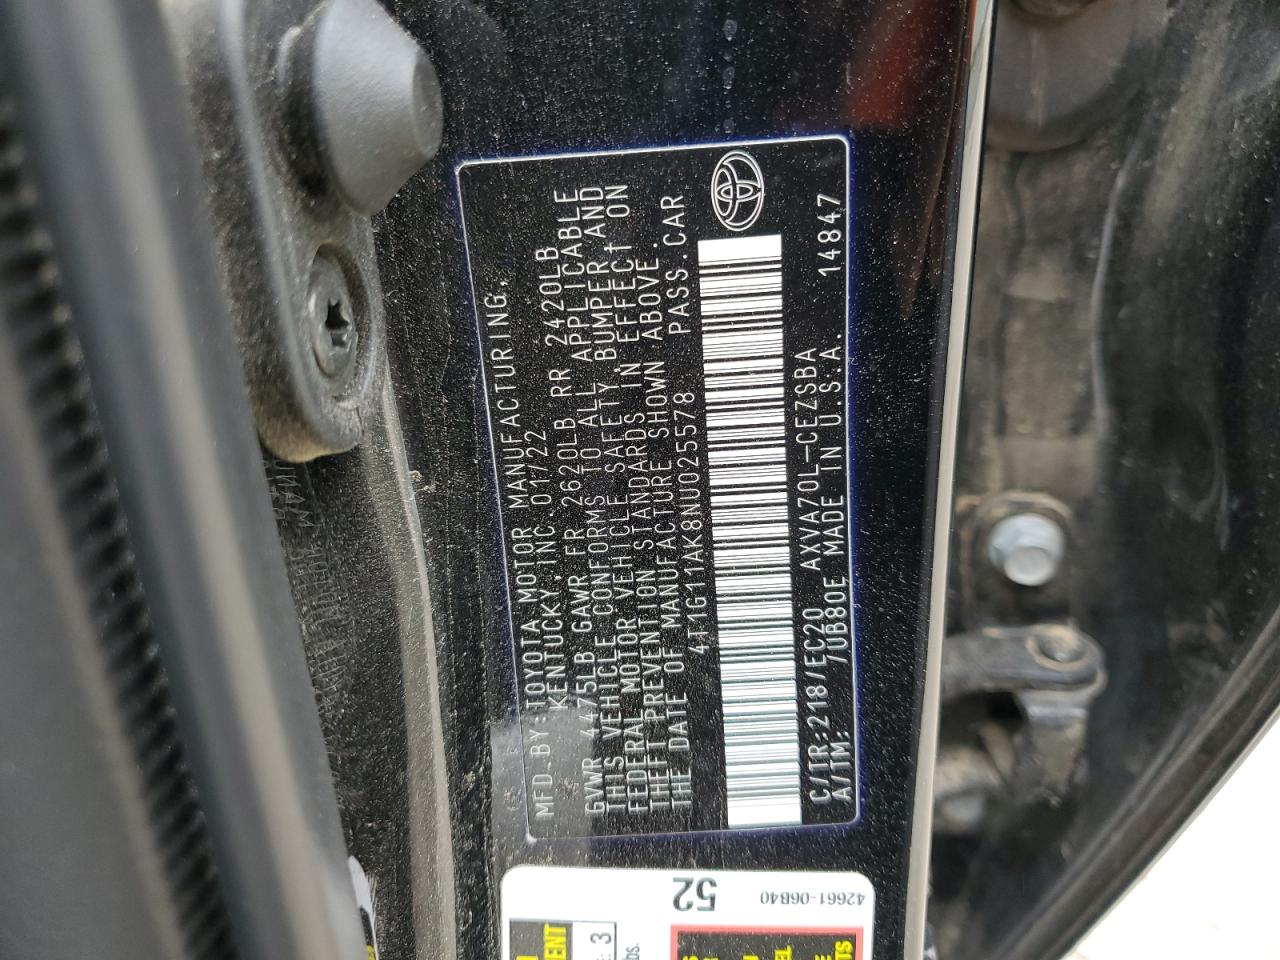 MFD.BY:TOYOTA MOTOR MANUFACTURING,
KENTUCKY,INC. 01/22
GVWR 4475LB GAWR FR 2620LB RR 2420LB
THIS VEHICLE CONFORMS TO ALL APPLICABLE
FEDERAL MOTOR VEHICLE SAFETY, BUMPER, AND
THEFT PREVENTION STANDARDS IN EFFECT ON
THE DATE OF MANUFACTURE SHOWN ABOVE.
4T1G11AK8NU025578 PASS.CAR
C/TR:218/EC20 AXVA70L-CEZSBA
A/TM: 7UB80E MADE IN U.S.A. 14847
52
42661-06B40
3